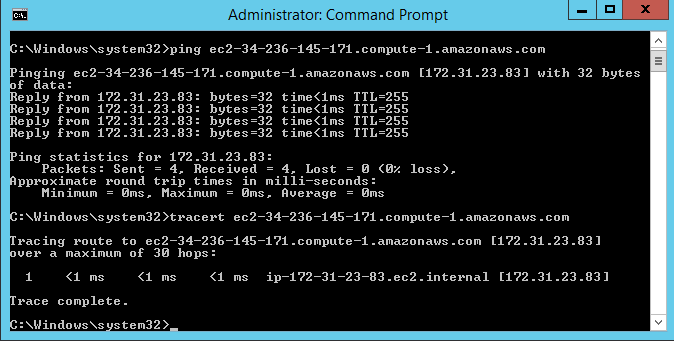 Administrator: Command Prompt
C:\Windows\system32>ping ec2-34-236-145-171.compute-1.amazonaws.com
Pinging ec2-34-236-145-171.compute-1.amazonaws.com [172.31.23.83] with 32 bytes
of data:
Reply from 172.31.23.83: bytes=32 time<1ms TTL=255
Reply from 172.31.23.83: bytes=32 time<1ms TTL=255
Reply from 172.31.23.83: bytes=32 time<1ms TTL=255
Reply from 172.31.23.83: bytes=32 time<1ms TTL=255
Ping statistics for 172.31.23.83:
    Packets: Sent = 4, Received = 4, Lost = 0 (0% loss),
Approximate round trip times in milli-seconds:
    Minimum = 0ms, Maximum = 0ms, Average = 0ms
C:\Windows\system32>tracert ec2-34-236-145-171.compute-1.amazonaws.com
Tracing route to ec2-34-236-145-171.compute-1.amazonaws.com [172.31.23.83]
over a maximum of 30 hops:
  1    <1 ms    <1 ms    <1 ms  ip-172-31-23-83.ec2.internal [172.31.23.83]
Trace complete.
C:\Windows\system32>_